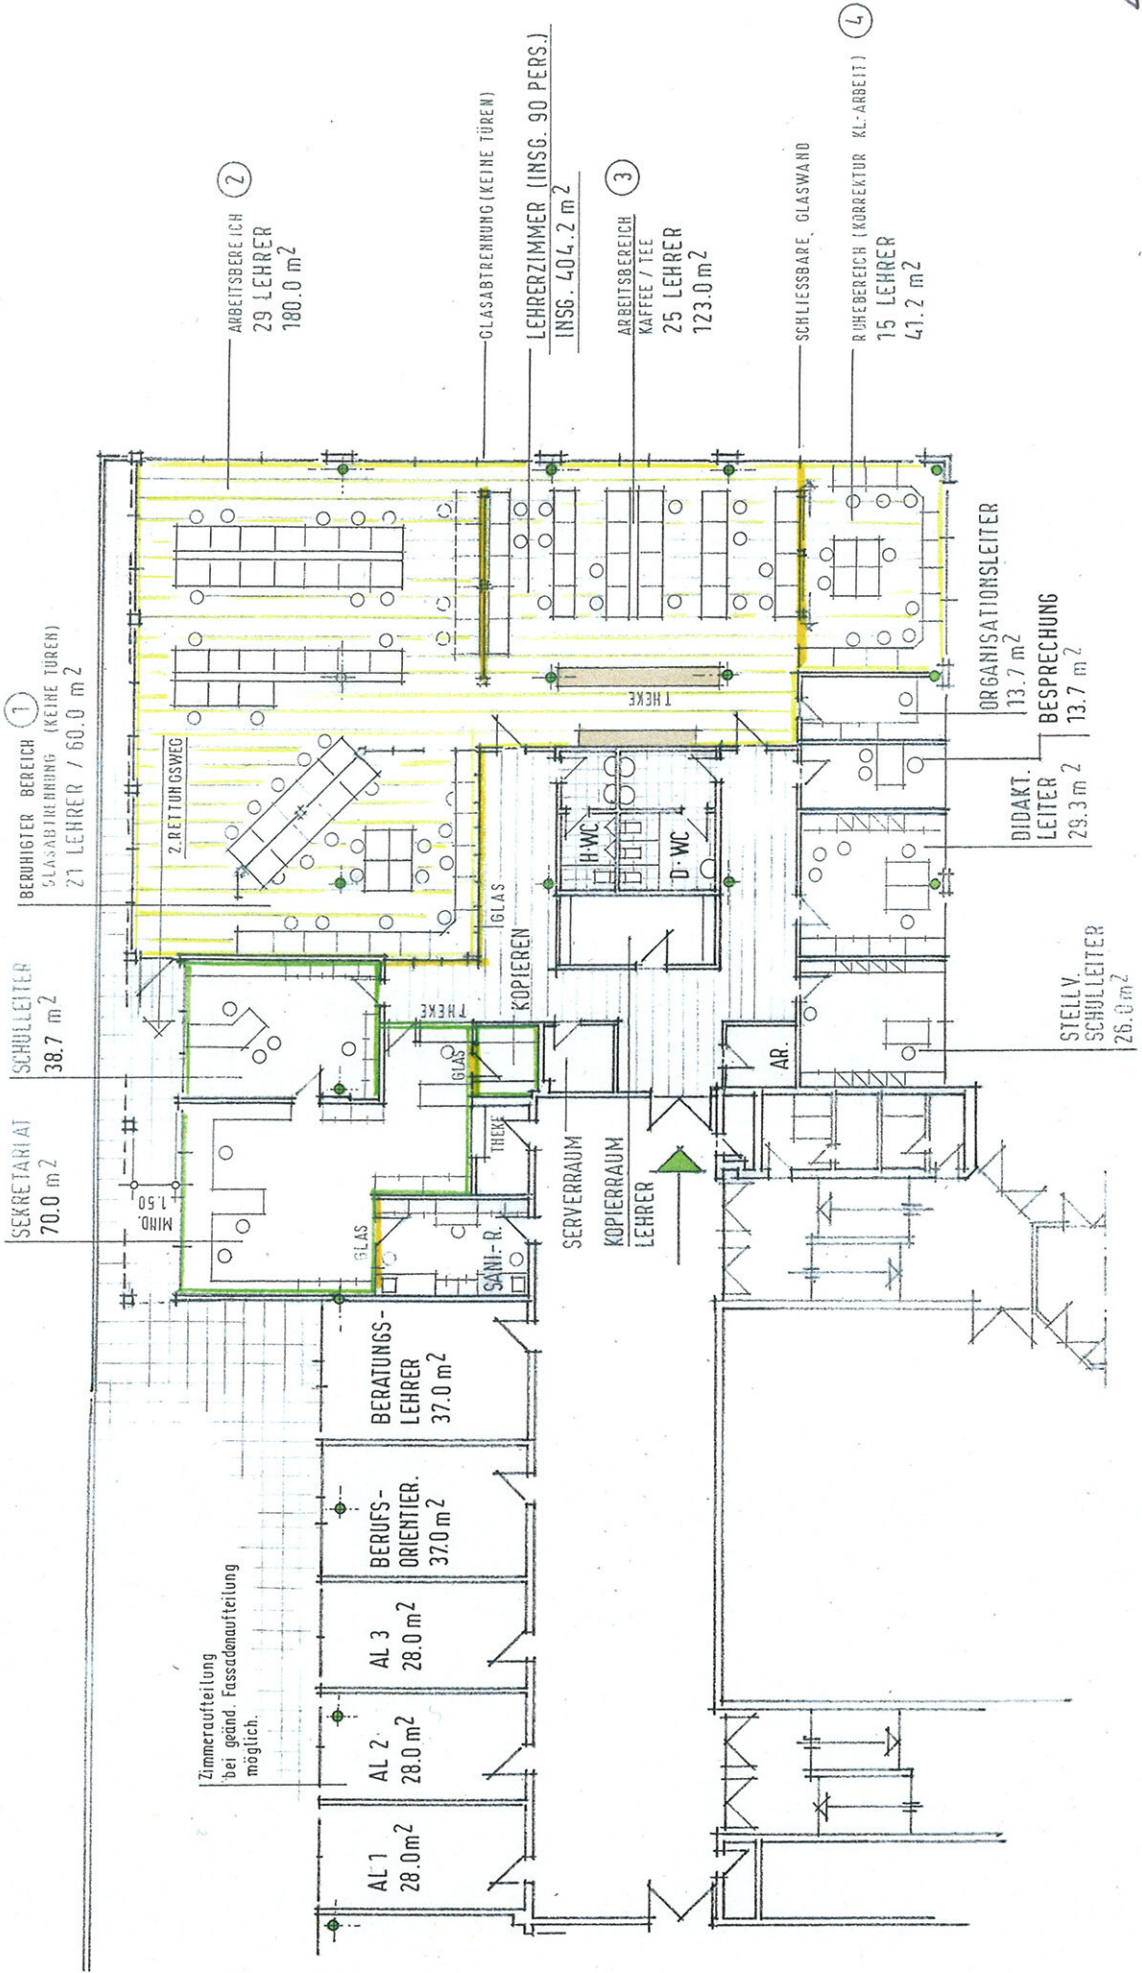 BERUHIGTER BEREICH 1
GLASABTRENNUNG (KEINE TÜREN)
21 LEHRER / 60.0 m²
ARBEITSBEREICH 2
29 LEHRER
180.0 m²
GLASABTRENNUNG (KEINE TÜREN)
LEHRERZIMMER (INSG. 90 PERS.)
INSG. 404.2 m²
ARBEITSBEREICH 3
KAFFEE / TEE
25 LEHRER
123.0 m²
SCHLIESSBARE GLASWAND
RUHEBEREICH (KORREKTUR KL.-ARBEIT) 4
15 LEHRER
41.2 m²
SCHULLEITER
38.7 m²
SEKRETARIAT
70.0 m²
MIND.
1.50
2.RETTUNGSWEG
GLAS
KOPIEREN
THEKE
GLAS
THEKE
GLAS
SANI.-R.
H-WC
D-WC
THEKE
AR.
SERVERRAUM
KOPIERRAUM
LEHRER
ORGANISATIONSLEITER
13.7 m²
BESPRECHUNG
13.7 m²
DIDAKT.
LEITER
29.3 m²
STELLV.
SCHULLEITER
26.0 m²
Zimmeraufteilung
bei geänd. Fassadenaufteilung
möglich.
AL 1
28.0 m²
AL 2
28.0 m²
AL 3
28.0 m²
BERUFS-
ORIENTIER.
37.0 m²
BERATUNGS-
LEHRER
37.0 m²